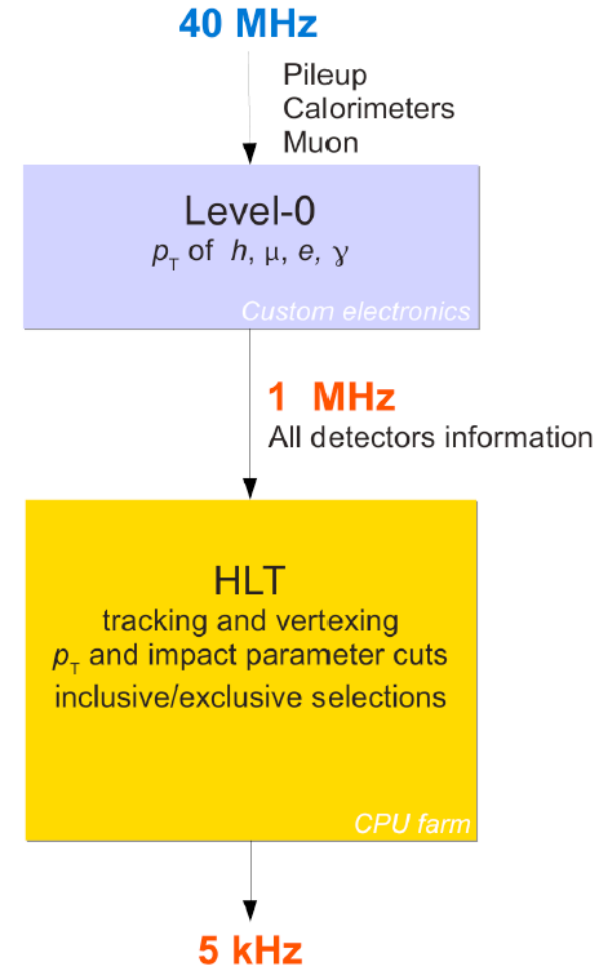 40 MHz
Pileup
Calorimeters
Muon
Level-0
pT of h, μ, e, γ
Custom electronics
1 MHz
All detectors information
HLT
tracking and vertexing
pT and impact parameter cuts
inclusive/exclusive selections
CPU farm
5 kHz